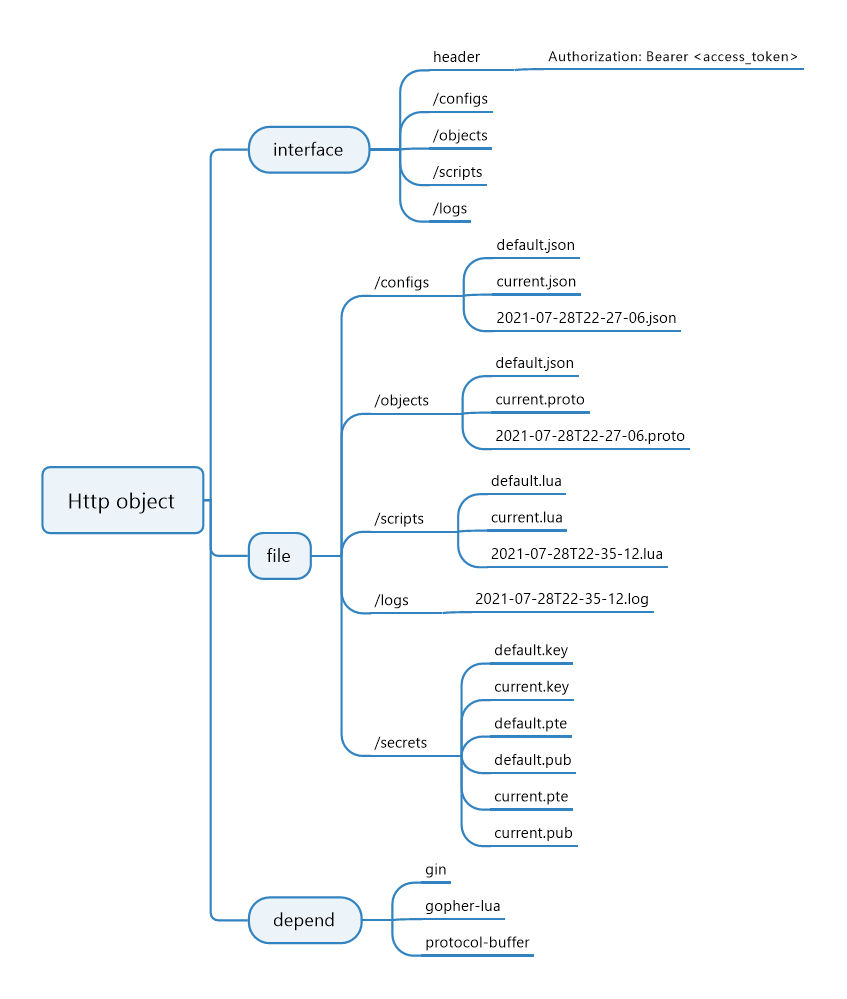 Http object
interface
header
Authorization: Bearer <access_token>
/configs
/objects
/scripts
/logs
file
/configs
default.json
current.json
2021-07-28T22-27-06.json
/objects
default.json
current.proto
2021-07-28T22-27-06.proto
/scripts
default.lua
current.lua
2021-07-28T22-35-12.lua
/logs
2021-07-28T22-35-12.log
/secrets
default.key
current.key
default.pte
default.pub
current.pte
current.pub
depend
gin
gopher-lua
protocol-buffer